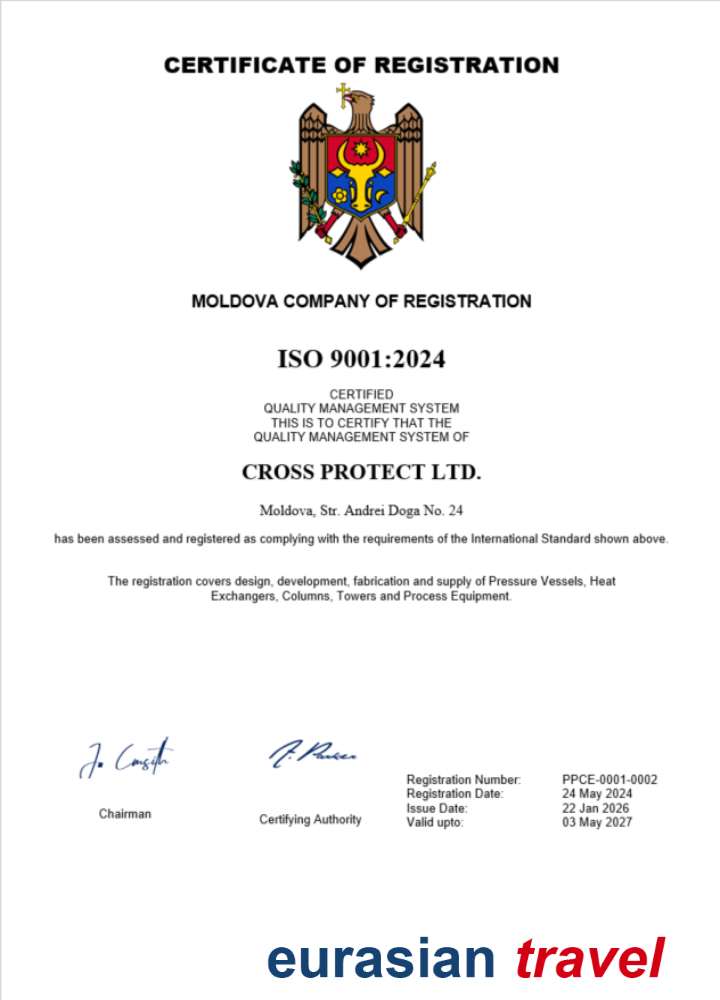 CERTIFICATE OF REGISTRATION
MOLDOVA COMPANY OF REGISTRATION
ISO 9001:2024
CERTIFIED
QUALITY MANAGEMENT SYSTEM
THIS IS TO CERTIFY THAT THE
QUALITY MANAGEMENT SYSTEM OF
CROSS PROTECT LTD.
Moldova, Str. Andrei Doga No. 24
has been assessed and registered as complying with the requirements of the International Standard shown above.
The registration covers design, development, fabrication and supply of Pressure Vessels, Heat
Exchangers, Columns, Towers and Process Equipment.
Chairman
Certifying Authority
Registration Number: PPCE-0001-0002
Registration Date: 24 May 2024
Issue Date: 22 Jan 2026
Valid upto: 03 May 2027
eurasian travel